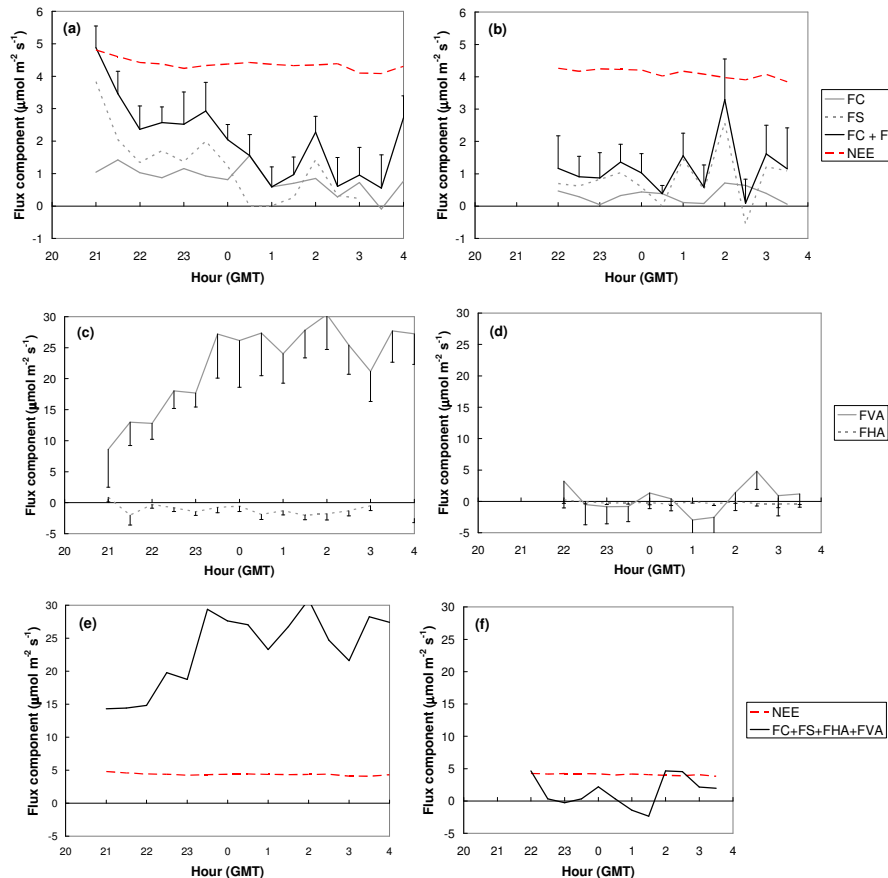 (a)
6
5
4
3
2
1
0
-1
20 21 22 23 0 1 2 3 4
Hour (GMT)
Flux component (μmol m-2 s-1)
(b)
6
5
4
3
2
1
0
-1
20 21 22 23 0 1 2 3 4
Hour (GMT)
Flux component (μmol m-2 s-1)
FC
FS
FC + F
NEE
(c)
30
25
20
15
10
5
0
-5
20 21 22 23 0 1 2 3 4
Hour (GMT)
Flux component (μmol m-2 s-1)
(d)
30
25
20
15
10
5
0
-5
20 21 22 23 0 1 2 3 4
Hour (GMT)
Flux component (μmol m-2 s-1)
FVA
FHA
(e)
30
25
20
15
10
5
0
-5
20 21 22 23 0 1 2 3 4
Hour (GMT)
Flux component (μmol m-2 s-1)
(f)
30
25
20
15
10
5
0
-5
20 21 22 23 0 1 2 3 4
Hour (GMT)
Flux component (μmol m-2 s-1)
NEE
FC+FS+FHA+FVA